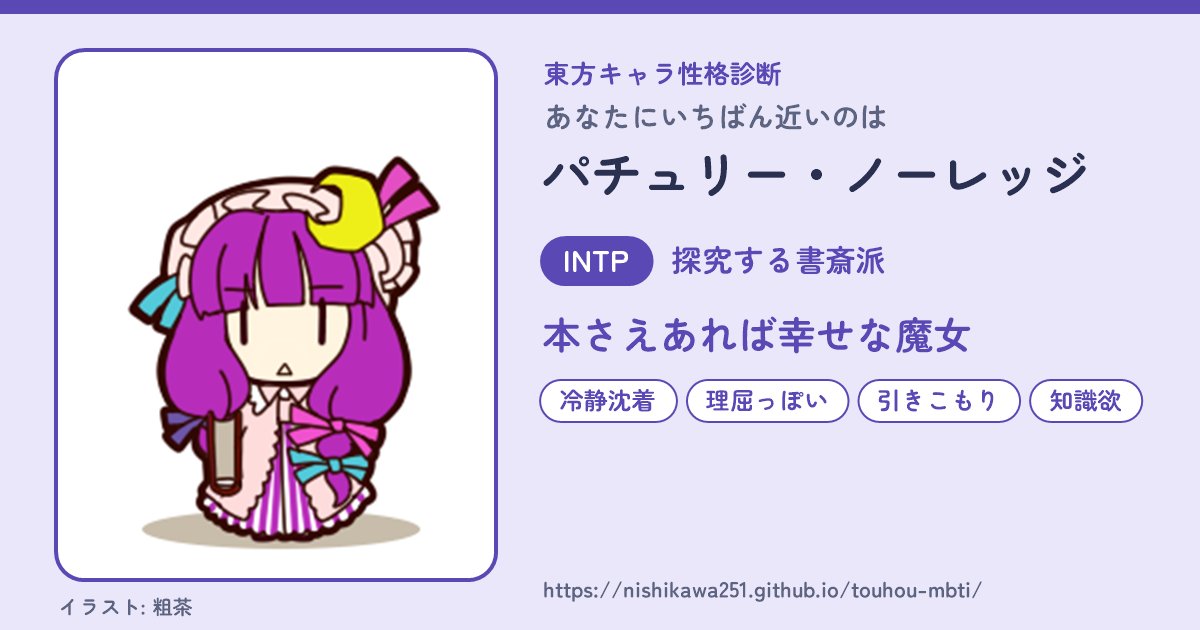 東方キャラ性格診断
あなたにいちばん近いのは
パチュリー・ノーレッジ
INTP 探究する書斎派
本さえあれば幸せな魔女
冷静沈着 理屈っぽい 引きこもり 知識欲
https://nishikawa251.github.io/touhou-mbti/
イラスト: 粗茶